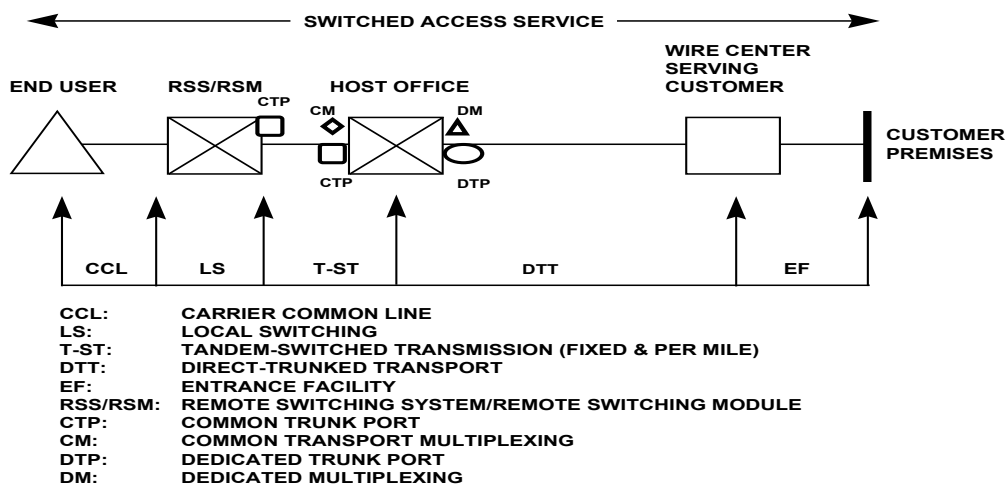 SWITCHED ACCESS SERVICE
WIRE CENTER
SERVING
CUSTOMER
END USER
RSS/RSM
HOST OFFICE
CTP
CM
DM
CUSTOMER
PREMISES
CTP
DTP
CCL
LS
T-ST
DTT
EF
CCL: CARRIER COMMON LINE
LS: LOCAL SWITCHING
T-ST: TANDEM-SWITCHED TRANSMISSION (FIXED & PER MILE)
DTT: DIRECT-TRUNKED TRANSPORT
EF: ENTRANCE FACILITY
RSS/RSM: REMOTE SWITCHING SYSTEM/REMOTE SWITCHING MODULE
CTP: COMMON TRUNK PORT
CM: COMMON TRANSPORT MULTIPLEXING
DTP: DEDICATED TRUNK PORT
DM: DEDICATED MULTIPLEXING